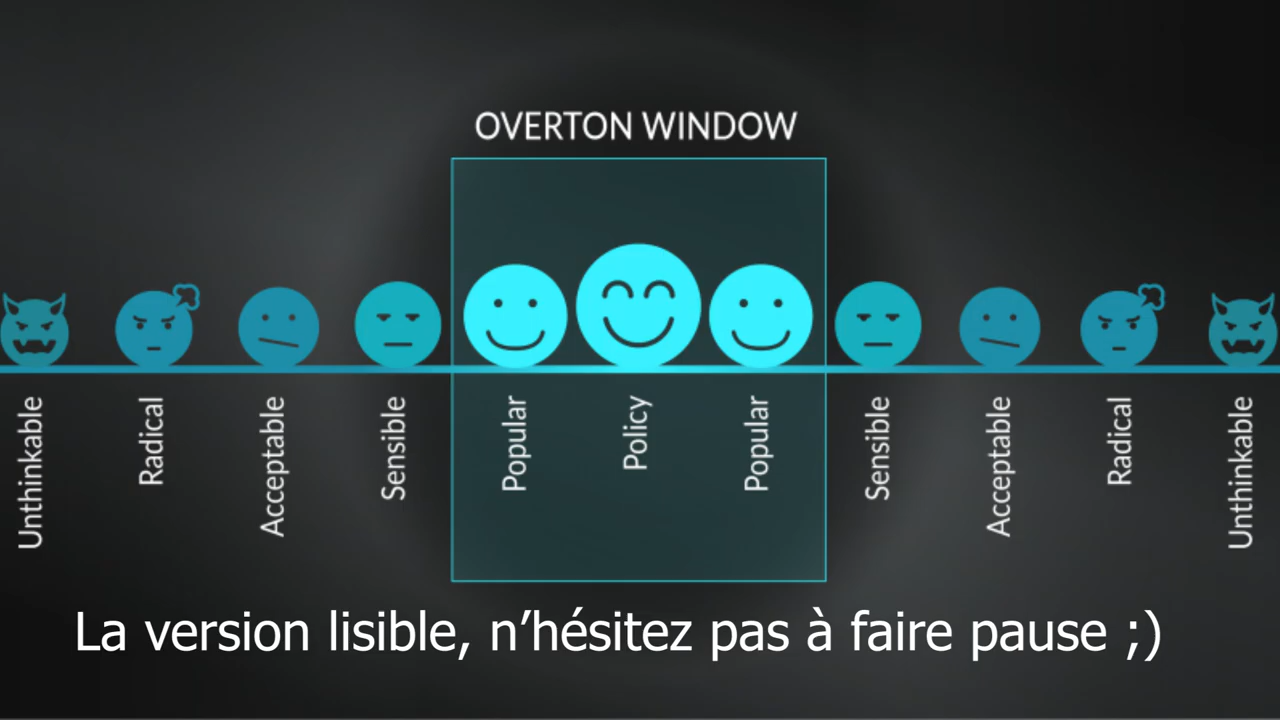 OVERTON WINDOW
Unthinkable
Radical
Acceptable
Sensible
Popular
Policy
Popular
Sensible
Acceptable
Radical
Unthinkable
La version lisible, n’hésitez pas à faire pause ;)